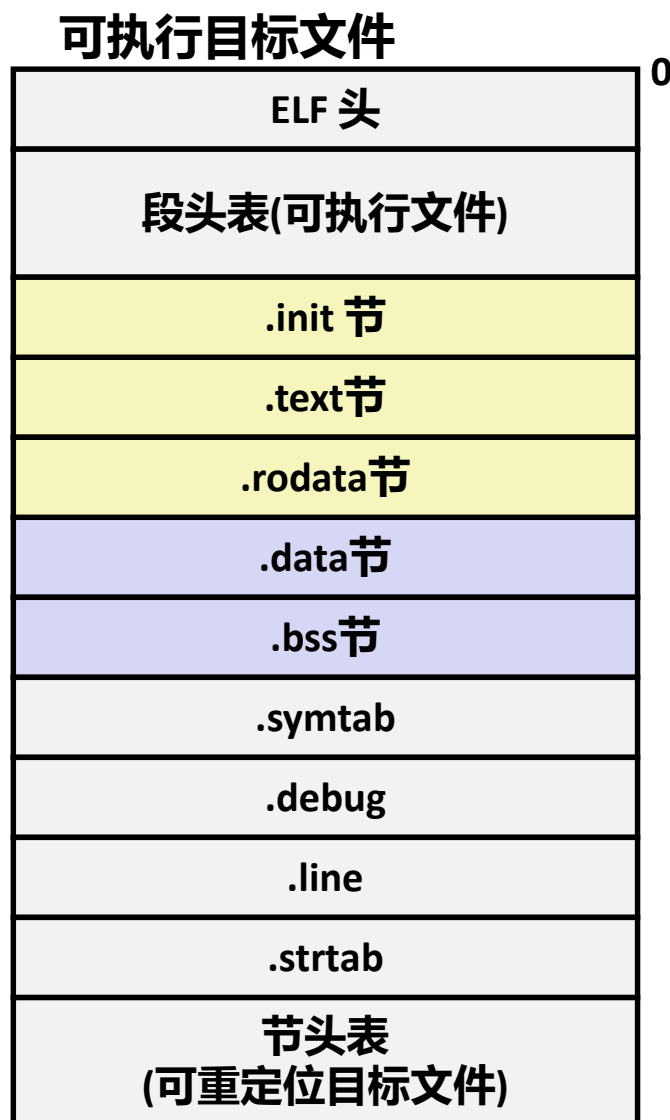 可执行目标文件
0
ELF 头
段头表(可执行文件)
.init 节
.text节
.rodata节
.data节
.bss节
.symtab
.debug
.line
.strtab
节头表
(可重定位目标文件)